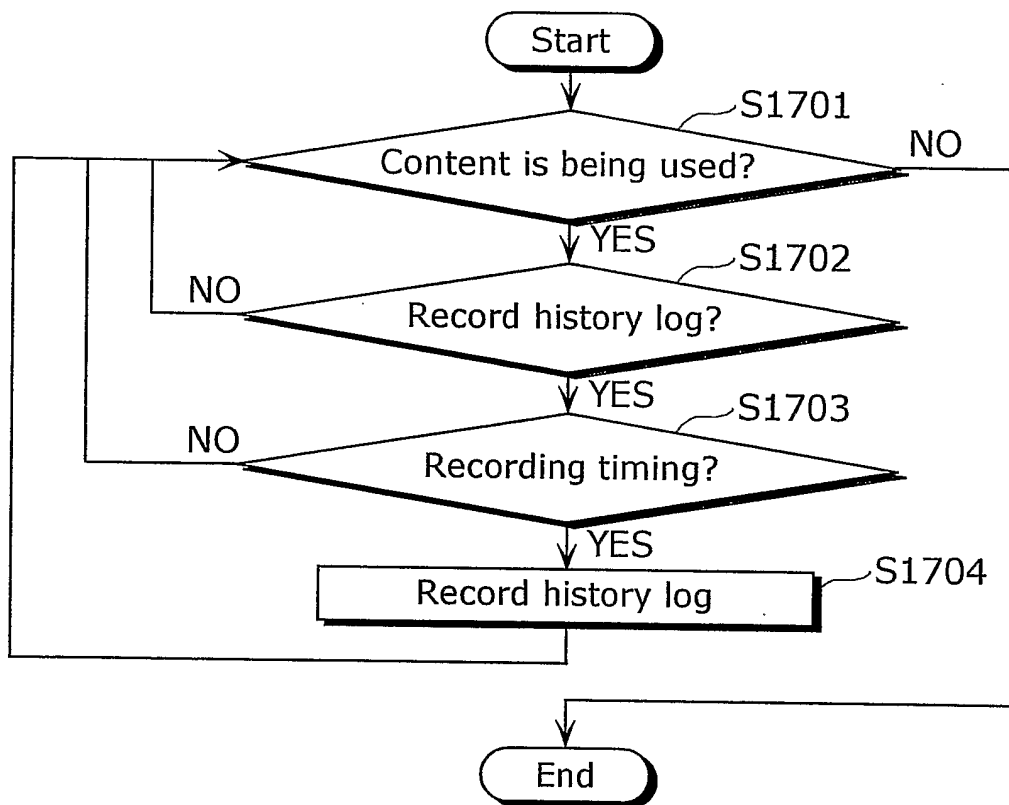 Start
S1701
Content is being used?
NO
YES
S1702
NO
Record history log?
YES
S1703
NO
Recording timing?
YES
S1704
Record history log
End